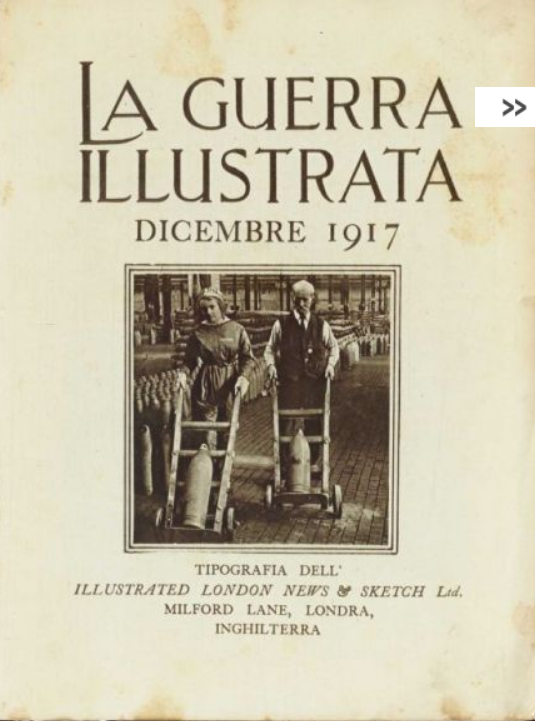 LA GUERRA
ILLUSTRATA
DICEMBRE 1917
TIPOGRAFIA DELL'
ILLUSTRATED LONDON NEWS & SKETCH Ltd.
MILFORD LANE, LONDRA,
INGHILTERRA